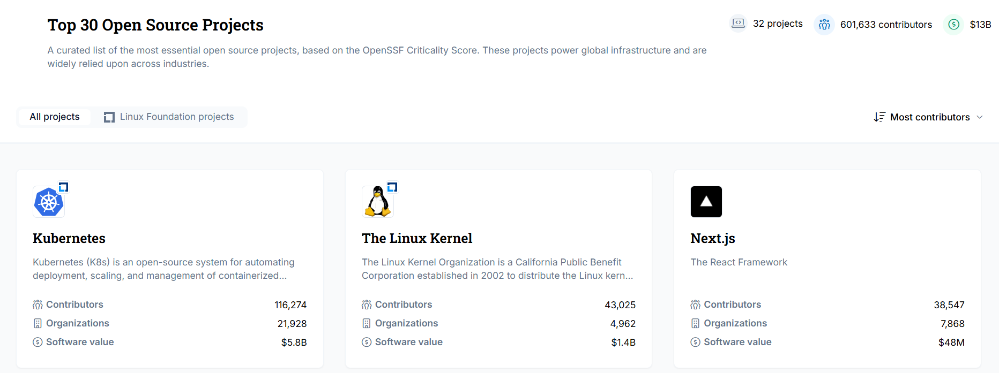 Top 30 Open Source Projects
32 projects
601,633 contributors
$13B
A curated list of the most essential open source projects, based on the OpenSSF Criticality Score. These projects power global infrastructure and are
widely relied upon across industries.
All projects
Linux Foundation projects
Most contributors
Kubernetes
Kubernetes (K8s) is an open-source system for automating
deployment, scaling, and management of containerized...
Contributors 116,274
Organizations 21,928
Software value $5.8B
The Linux Kernel
The Linux Kernel Organization is a California Public Benefit
Corporation established in 2002 to distribute the Linux kern...
Contributors 43,025
Organizations 4,962
Software value $1.4B
Next.js
The React Framework
Contributors 38,547
Organizations 7,868
Software value $48M